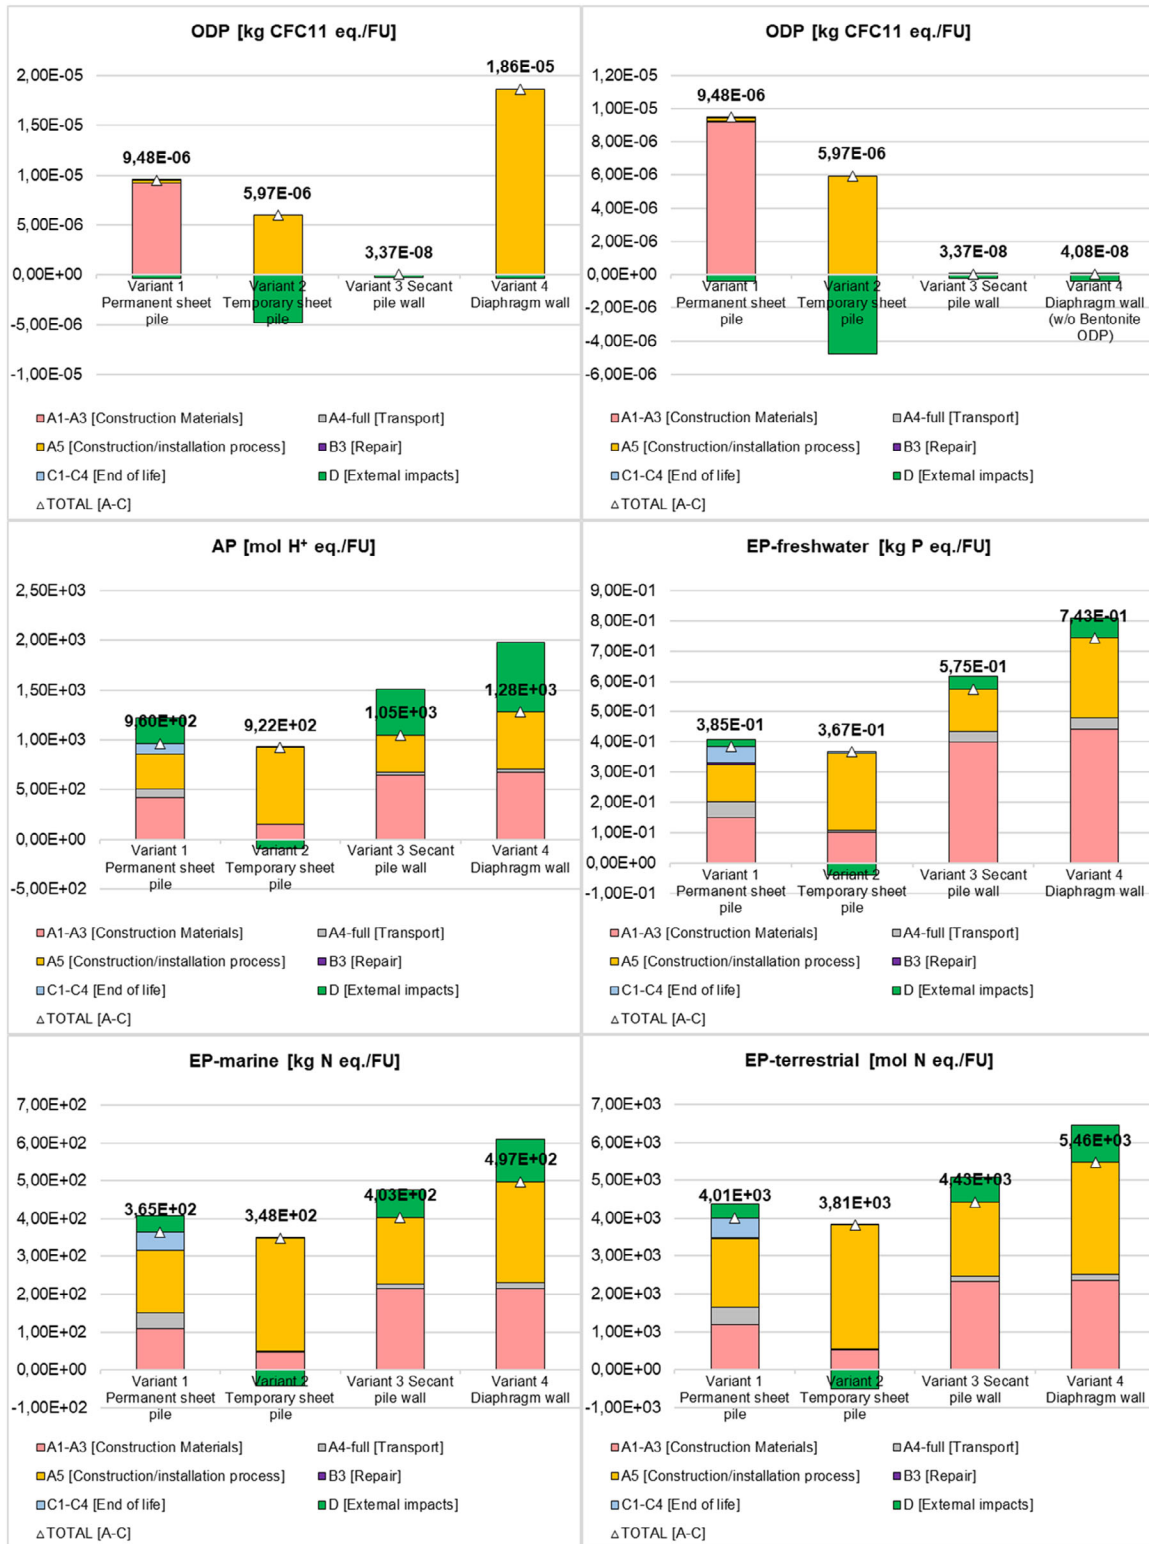 ODP [kg CFC11 eq./FU]
2,00E-05
1,50E-05
1,00E-05
5,00E-06
0,00E+00
-5,00E-06
-1,00E-05
9,48E-06
5,97E-06
3,37E-08
1,86E-05
Variant 1
Permanent sheet
pile
Variant 2
Temporary sheet
pile
Variant 3 Secant
pile wall
Variant 4
Diaphragm wall
A1-A3 [Construction Materials]
A4-full [Transport]
A5 [Construction/installation process]
B3 [Repair]
C1-C4 [End of life]
D [External impacts]
TOTAL [A-C]
ODP [kg CFC11 eq./FU]
1,20E-05
1,00E-05
8,00E-06
6,00E-06
4,00E-06
2,00E-06
0,00E+00
-2,00E-06
-4,00E-06
-6,00E-06
9,48E-06
5,97E-06
3,37E-08
4,08E-08
Variant 1
Permanent sheet
pile
Variant 2
Temporary sheet
pile
Variant 3 Secant
pile wall
Variant 4
Diaphragm wall
(w/o Bentonite
ODP)
A1-A3 [Construction Materials]
A4-full [Transport]
A5 [Construction/installation process]
B3 [Repair]
C1-C4 [End of life]
D [External impacts]
TOTAL [A-C]
AP [mol H⁺ eq./FU]
2,50E+03
2,00E+03
1,50E+03
1,00E+03
5,00E+02
0,00E+00
-5,00E+02
9,60E+02
9,22E+02
1,05E+03
1,28E+03
Variant 1
Permanent sheet
pile
Variant 2
Temporary sheet
pile
Variant 3 Secant
pile wall
Variant 4
Diaphragm wall
A1-A3 [Construction Materials]
A4-full [Transport]
A5 [Construction/installation process]
B3 [Repair]
C1-C4 [End of life]
D [External impacts]
TOTAL [A-C]
EP-freshwater [kg P eq./FU]
9,00E-01
8,00E-01
7,00E-01
6,00E-01
5,00E-01
4,00E-01
3,00E-01
2,00E-01
1,00E-01
0,00E+00
-1,00E-01
3,85E-01
3,67E-01
5,75E-01
7,43E-01
Variant 1
Permanent sheet
pile
Variant 2
Temporary sheet
pile
Variant 3 Secant
pile wall
Variant 4
Diaphragm wall
A1-A3 [Construction Materials]
A4-full [Transport]
A5 [Construction/installation process]
B3 [Repair]
C1-C4 [End of life]
D [External impacts]
TOTAL [A-C]
EP-marine [kg N eq./FU]
7,00E+02
6,00E+02
5,00E+02
4,00E+02
3,00E+02
2,00E+02
1,00E+02
0,00E+00
-1,00E+02
3,65E+02
3,48E+02
4,03E+02
4,97E+02
Variant 1
Permanent sheet
pile
Variant 2
Temporary sheet
pile
Variant 3 Secant
pile wall
Variant 4
Diaphragm wall
A1-A3 [Construction Materials]
A4-full [Transport]
A5 [Construction/installation process]
B3 [Repair]
C1-C4 [End of life]
D [External impacts]
TOTAL [A-C]
EP-terrestrial [mol N eq./FU]
7,00E+03
6,00E+03
5,00E+03
4,00E+03
3,00E+03
2,00E+03
1,00E+03
0,00E+00
-1,00E+03
4,01E+03
3,81E+03
4,43E+03
5,46E+03
Variant 1
Permanent sheet
pile
Variant 2
Temporary sheet
pile
Variant 3 Secant
pile wall
Variant 4
Diaphragm wall
A1-A3 [Construction Materials]
A4-full [Transport]
A5 [Construction/installation process]
B3 [Repair]
C1-C4 [End of life]
D [External impacts]
TOTAL [A-C]